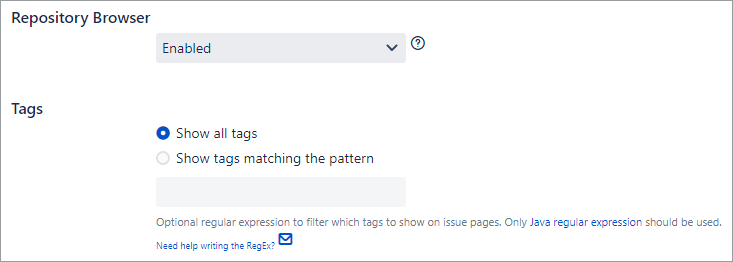 Repository Browser
Enabled
Tags
Show all tags
Show tags matching the pattern
Optional regular expression to filter which tags to show on issue pages. Only Java regular expression should be used.
Need help writing the RegEx?